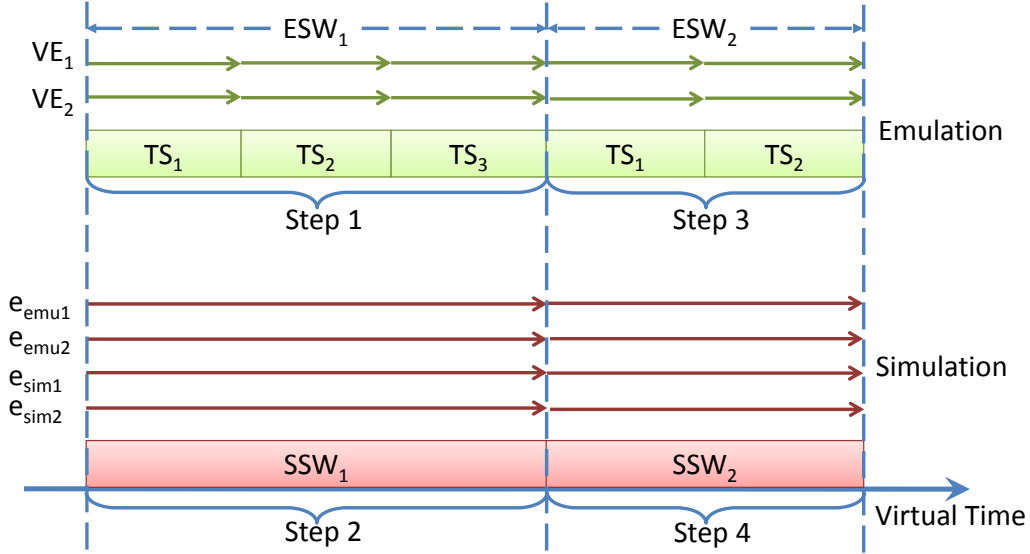 ESW1 ESW2
VE1
VE2
TS1 TS2 TS3 TS1 TS2 Emulation
Step 1 Step 3
eemu1
eemu2
esim1 Simulation
esim2
SSW1 SSW2
Virtual Time
Step 2 Step 4